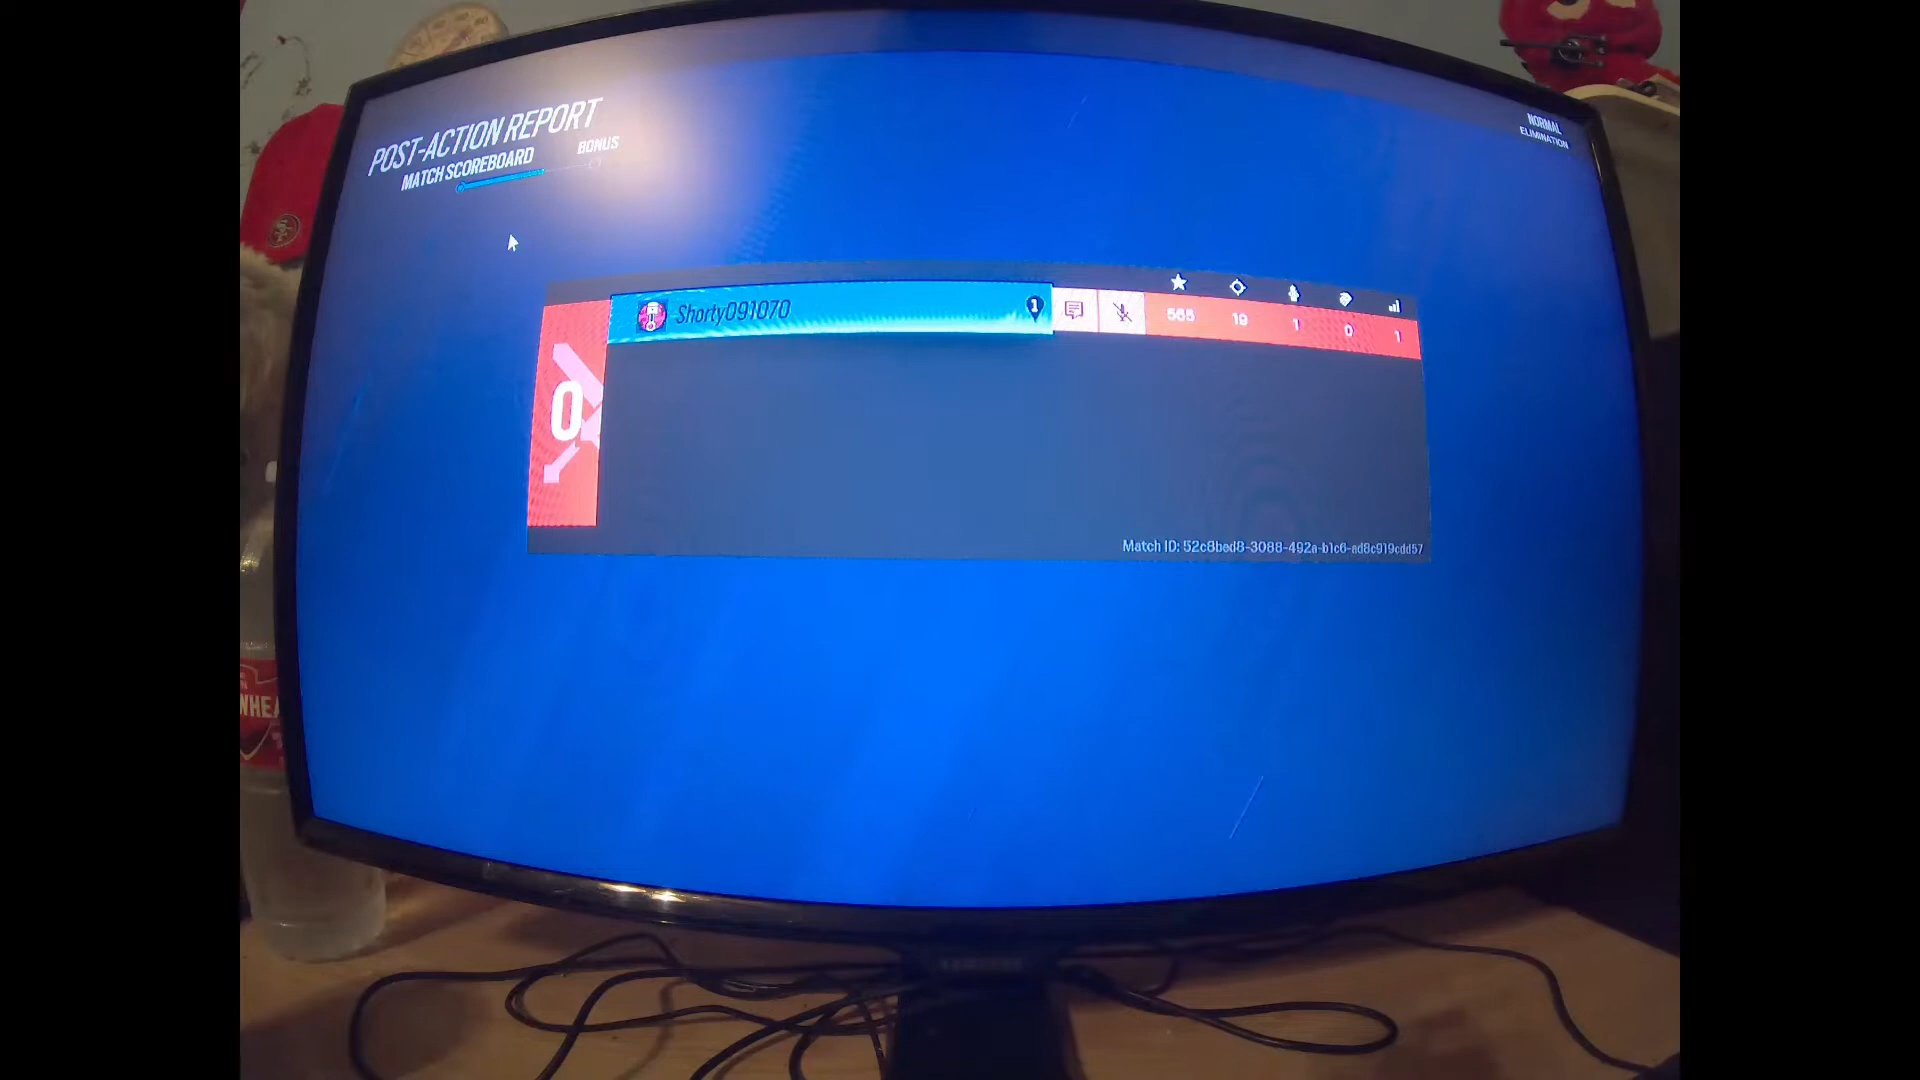 POST-ACTION REPORT
MATCH SCOREBOARD
BONUS
NORMAL
ELIMINATION
Shorty091070
1
565
19
1
0
1
0
Match ID: 52c8bed8-3088-492a-b1c6-ad8c919cdd57